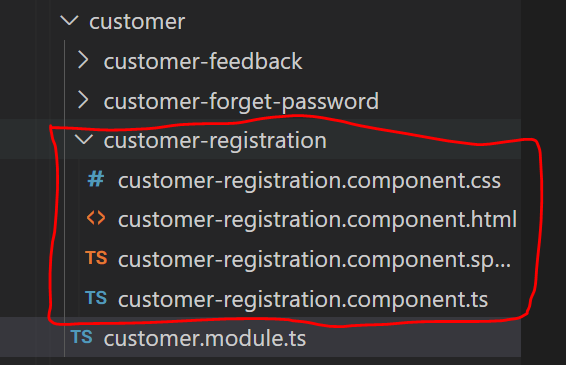 customer
customer-feedback
customer-forget-password
customer-registration
# customer-registration.component.css
<> customer-registration.component.html
TS customer-registration.component.sp...
TS customer-registration.component.ts
TS customer.module.ts